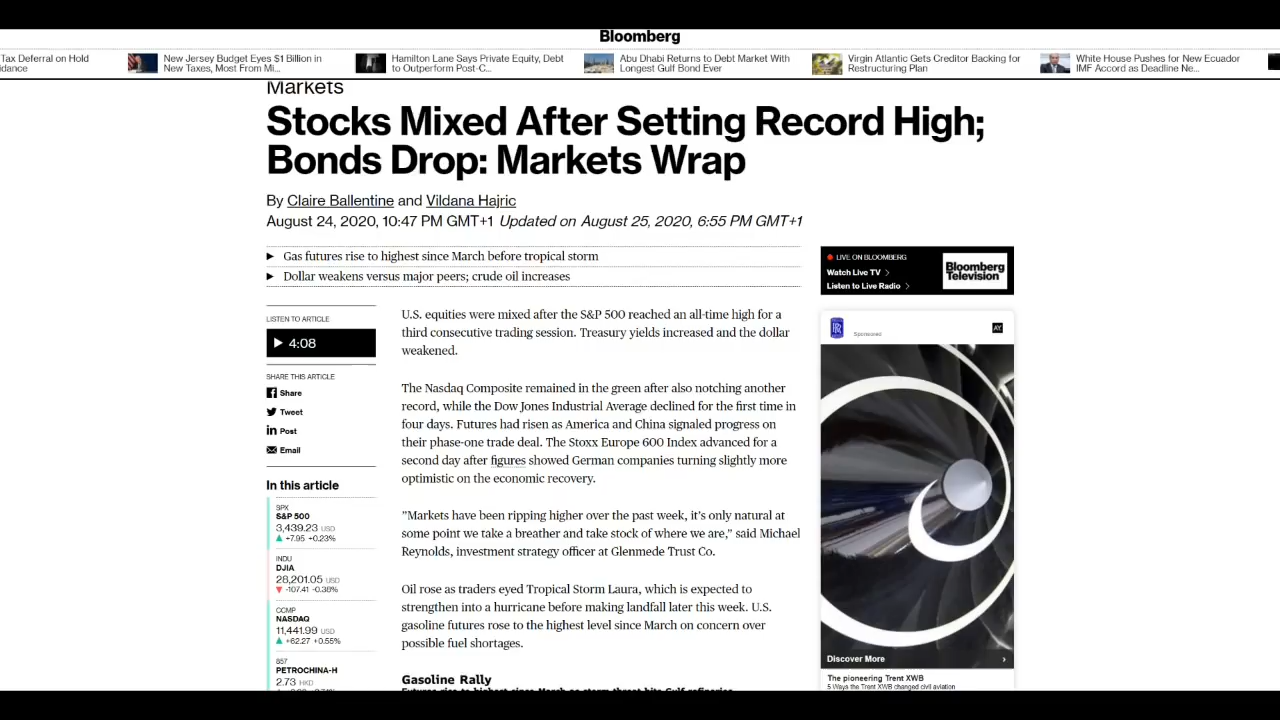 Bloomberg
Tax Deferral on Hold
idance
New Jersey Budget Eyes $1 Billion in
New Taxes, Most From Mi...
Hamilton Lane Says Private Equity, Debt
to Outperform Post-C...
Abu Dhabi Returns to Debt Market With
Longest Gulf Bond Ever
Virgin Atlantic Gets Creditor Backing for
Restructuring Plan
White House Pushes for New Ecuador
IMF Accord as Deadline Ne...
Markets
Stocks Mixed After Setting Record High;
Bonds Drop: Markets Wrap
By Claire Ballentine and Vildana Hajric
August 24, 2020, 10:47 PM GMT+1 Updated on August 25, 2020, 6:55 PM GMT+1
Gas futures rise to highest since March before tropical storm
Dollar weakens versus major peers; crude oil increases
LISTEN TO ARTICLE
4:08
SHARE THIS ARTICLE
Share
Tweet
Post
Email
In this article
SPX
S&P 500
3,439.23 USD
▲ +7.95 +0.23%
INDU
DJIA
28,201.05 USD
▼ -107.41 -0.38%
CCMP
NASDAQ
11,441.99 USD
▲ +62.27 +0.55%
857
PETROCHINA-H
2.73 HKD
U.S. equities were mixed after the S&P 500 reached an all-time high for a
third consecutive trading session. Treasury yields increased and the dollar
weakened.
The Nasdaq Composite remained in the green after also notching another
record, while the Dow Jones Industrial Average declined for the first time in
four days. Futures had risen as America and China signaled progress on
their phase-one trade deal. The Stoxx Europe 600 Index advanced for a
second day after figures showed German companies turning slightly more
optimistic on the economic recovery.
"Markets have been ripping higher over the past week, it's only natural at
some point we take a breather and take stock of where we are," said Michael
Reynolds, investment strategy officer at Glenmede Trust Co.
Oil rose as traders eyed Tropical Storm Laura, which is expected to
strengthen into a hurricane before making landfall later this week. U.S.
gasoline futures rose to the highest level since March on concern over
possible fuel shortages.
Gasoline Rally
Futures rise to highest since March as storm threat hits Gulf refineries
LIVE ON BLOOMBERG
Watch Live TV
Listen to Live Radio
Bloomberg
Television
Sponsored
Discover More
The pioneering Trent XWB
5 Ways the Trent XWB changed civil aviation